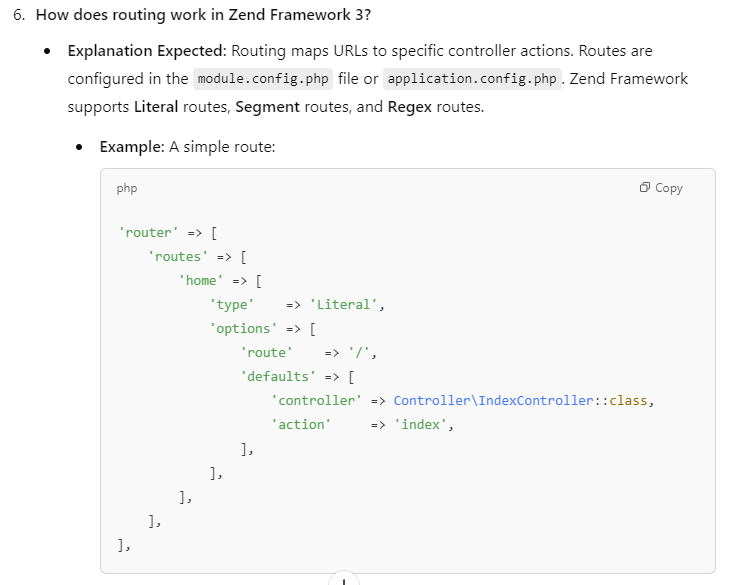 6. How does routing work in Zend Framework 3?
• Explanation Expected: Routing maps URLs to specific controller actions. Routes are
configured in the module.config.php file or application.config.php. Zend Framework
supports Literal routes, Segment routes, and Regex routes.
• Example: A simple route:
php Copy
'router' => [
    'routes' => [
        'home' => [
            'type'    => 'Literal',
            'options' => [
                'route'    => '/',
                'defaults' => [
                    'controller' => Controller\IndexController::class,
                    'action'     => 'index',
                ],
            ],
        ],
    ],
],